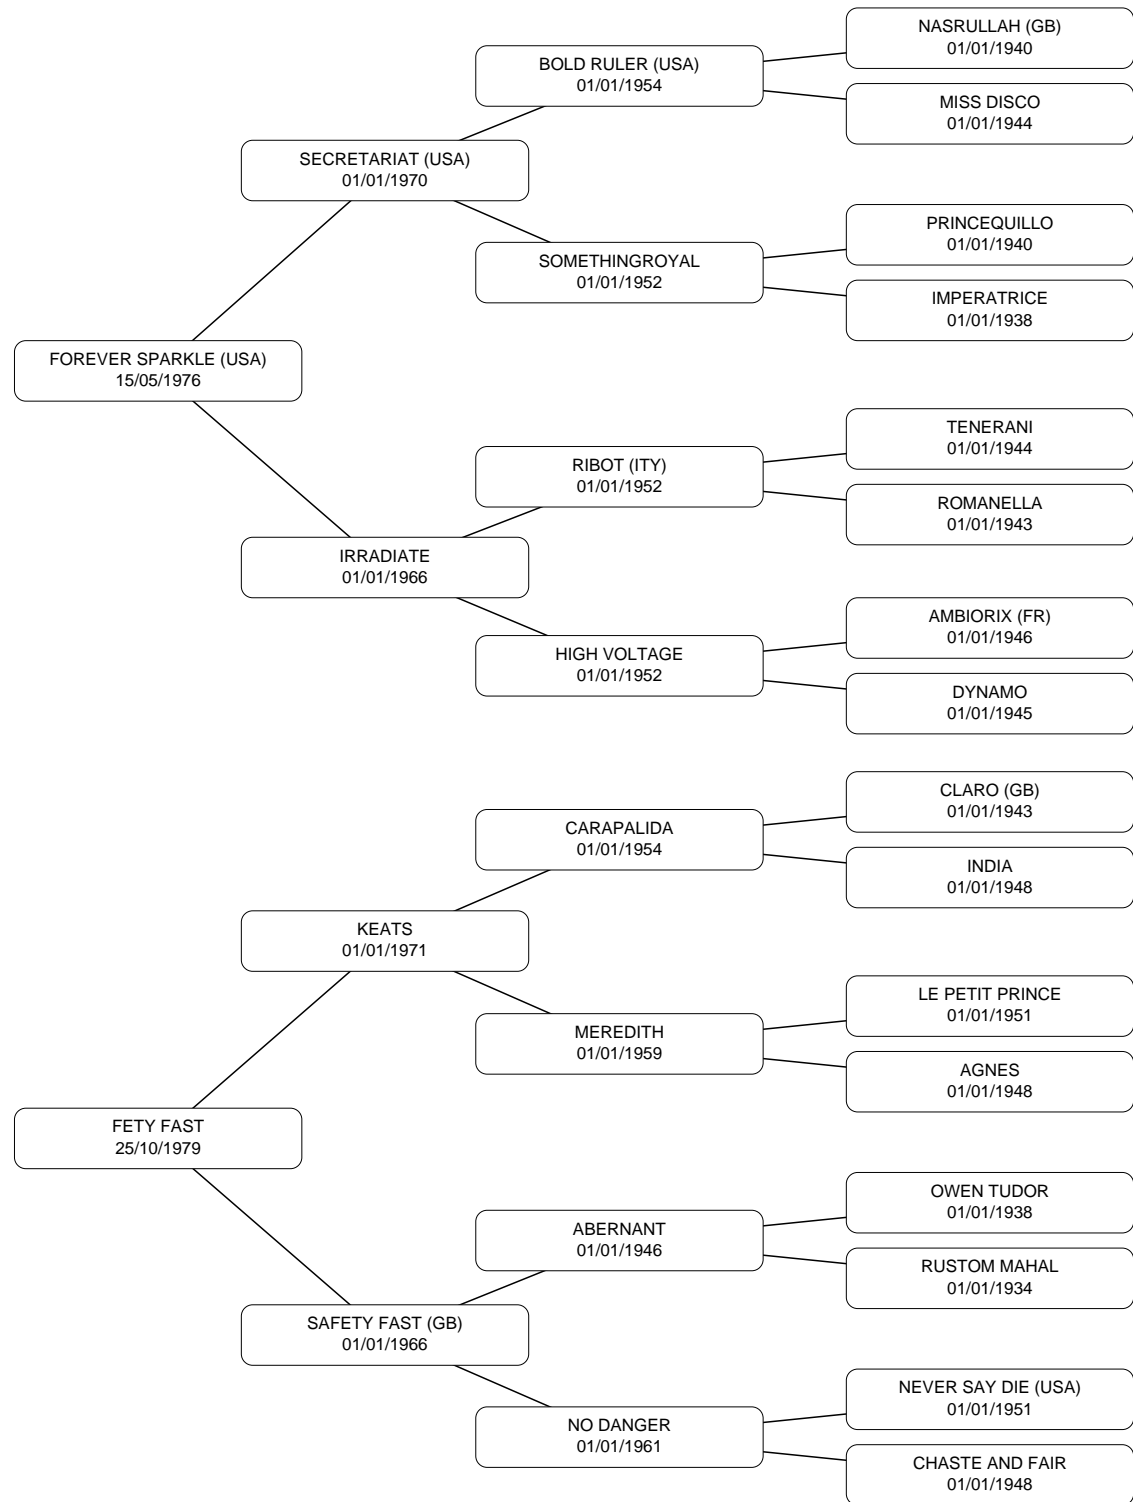 NASRULLAH (GB)
01/01/1940
BOLD RULER (USA)
01/01/1954
MISS DISCO
01/01/1944
SECRETARIAT (USA)
01/01/1970
PRINCEQUILLO
01/01/1940
SOMETHINGROYAL
01/01/1952
IMPERATRICE
01/01/1938
FOREVER SPARKLE (USA)
15/05/1976
TENERANI
01/01/1944
RIBOT (ITY)
01/01/1952
ROMANELLA
01/01/1943
IRRADIATE
01/01/1966
AMBIORIX (FR)
01/01/1946
HIGH VOLTAGE
01/01/1952
DYNAMO
01/01/1945
CLARO (GB)
01/01/1943
CARAPALIDA
01/01/1954
INDIA
01/01/1948
KEATS
01/01/1971
LE PETIT PRINCE
01/01/1951
MEREDITH
01/01/1959
AGNES
01/01/1948
FETY FAST
25/10/1979
OWEN TUDOR
01/01/1938
ABERNANT
01/01/1946
RUSTOM MAHAL
01/01/1934
SAFETY FAST (GB)
01/01/1966
NEVER SAY DIE (USA)
01/01/1951
NO DANGER
01/01/1961
CHASTE AND FAIR
01/01/1948